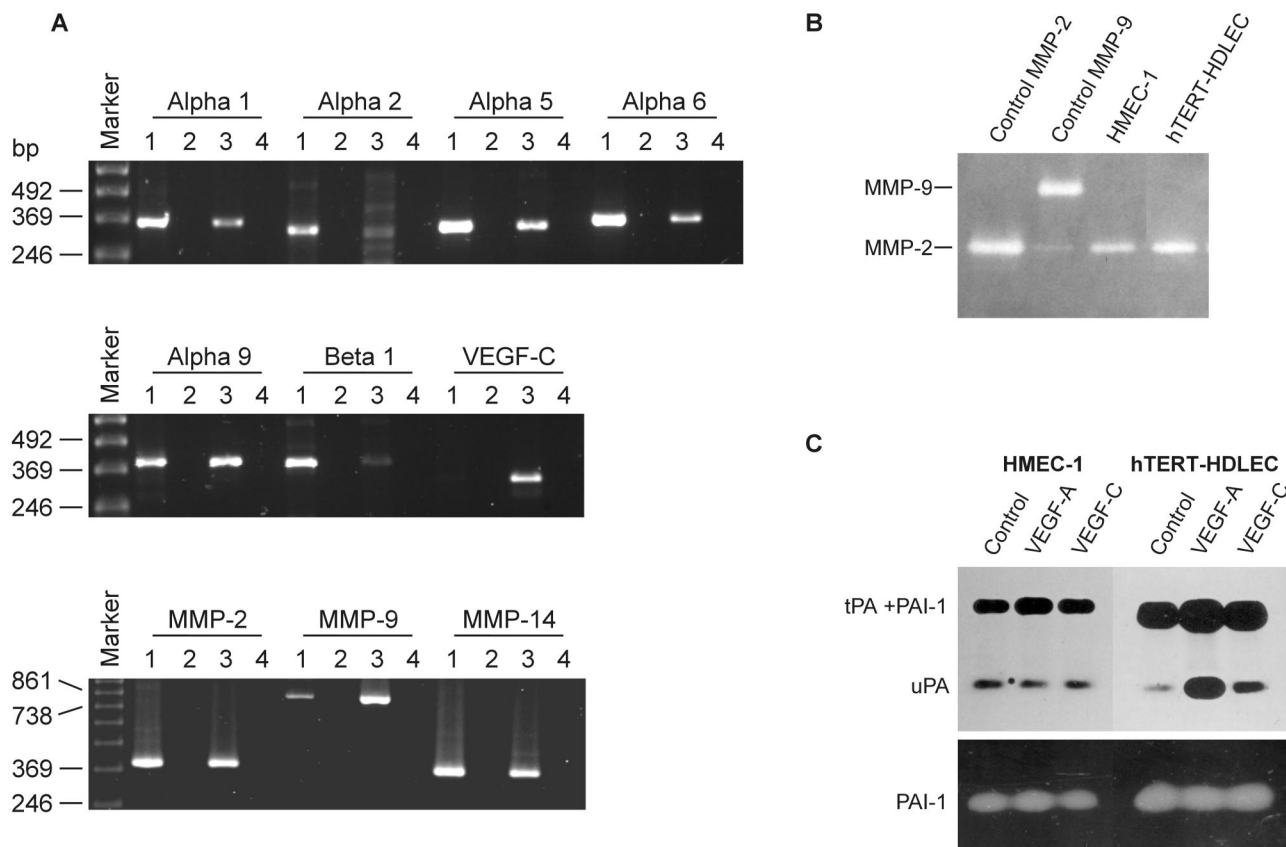 A
Marker
Alpha 1 Alpha 2 Alpha 5 Alpha 6
1 2 3 4 1 2 3 4 1 2 3 4 1 2 3 4
bp
492
369
246
Marker
Alpha 9 Beta 1 VEGF-C
1 2 3 4 1 2 3 4 1 2 3 4
492
369
246
Marker
MMP-2 MMP-9 MMP-14
1 2 3 4 1 2 3 4 1 2 3 4
861
738
369
246
B
Control MMP-2
Control MMP-9
HMEC-1
hTERT-HDLEC
MMP-9
MMP-2
C
HMEC-1 hTERT-HDLEC
Control VEGF-A VEGF-C Control VEGF-A VEGF-C
tPA +PAI-1
uPA
PAI-1